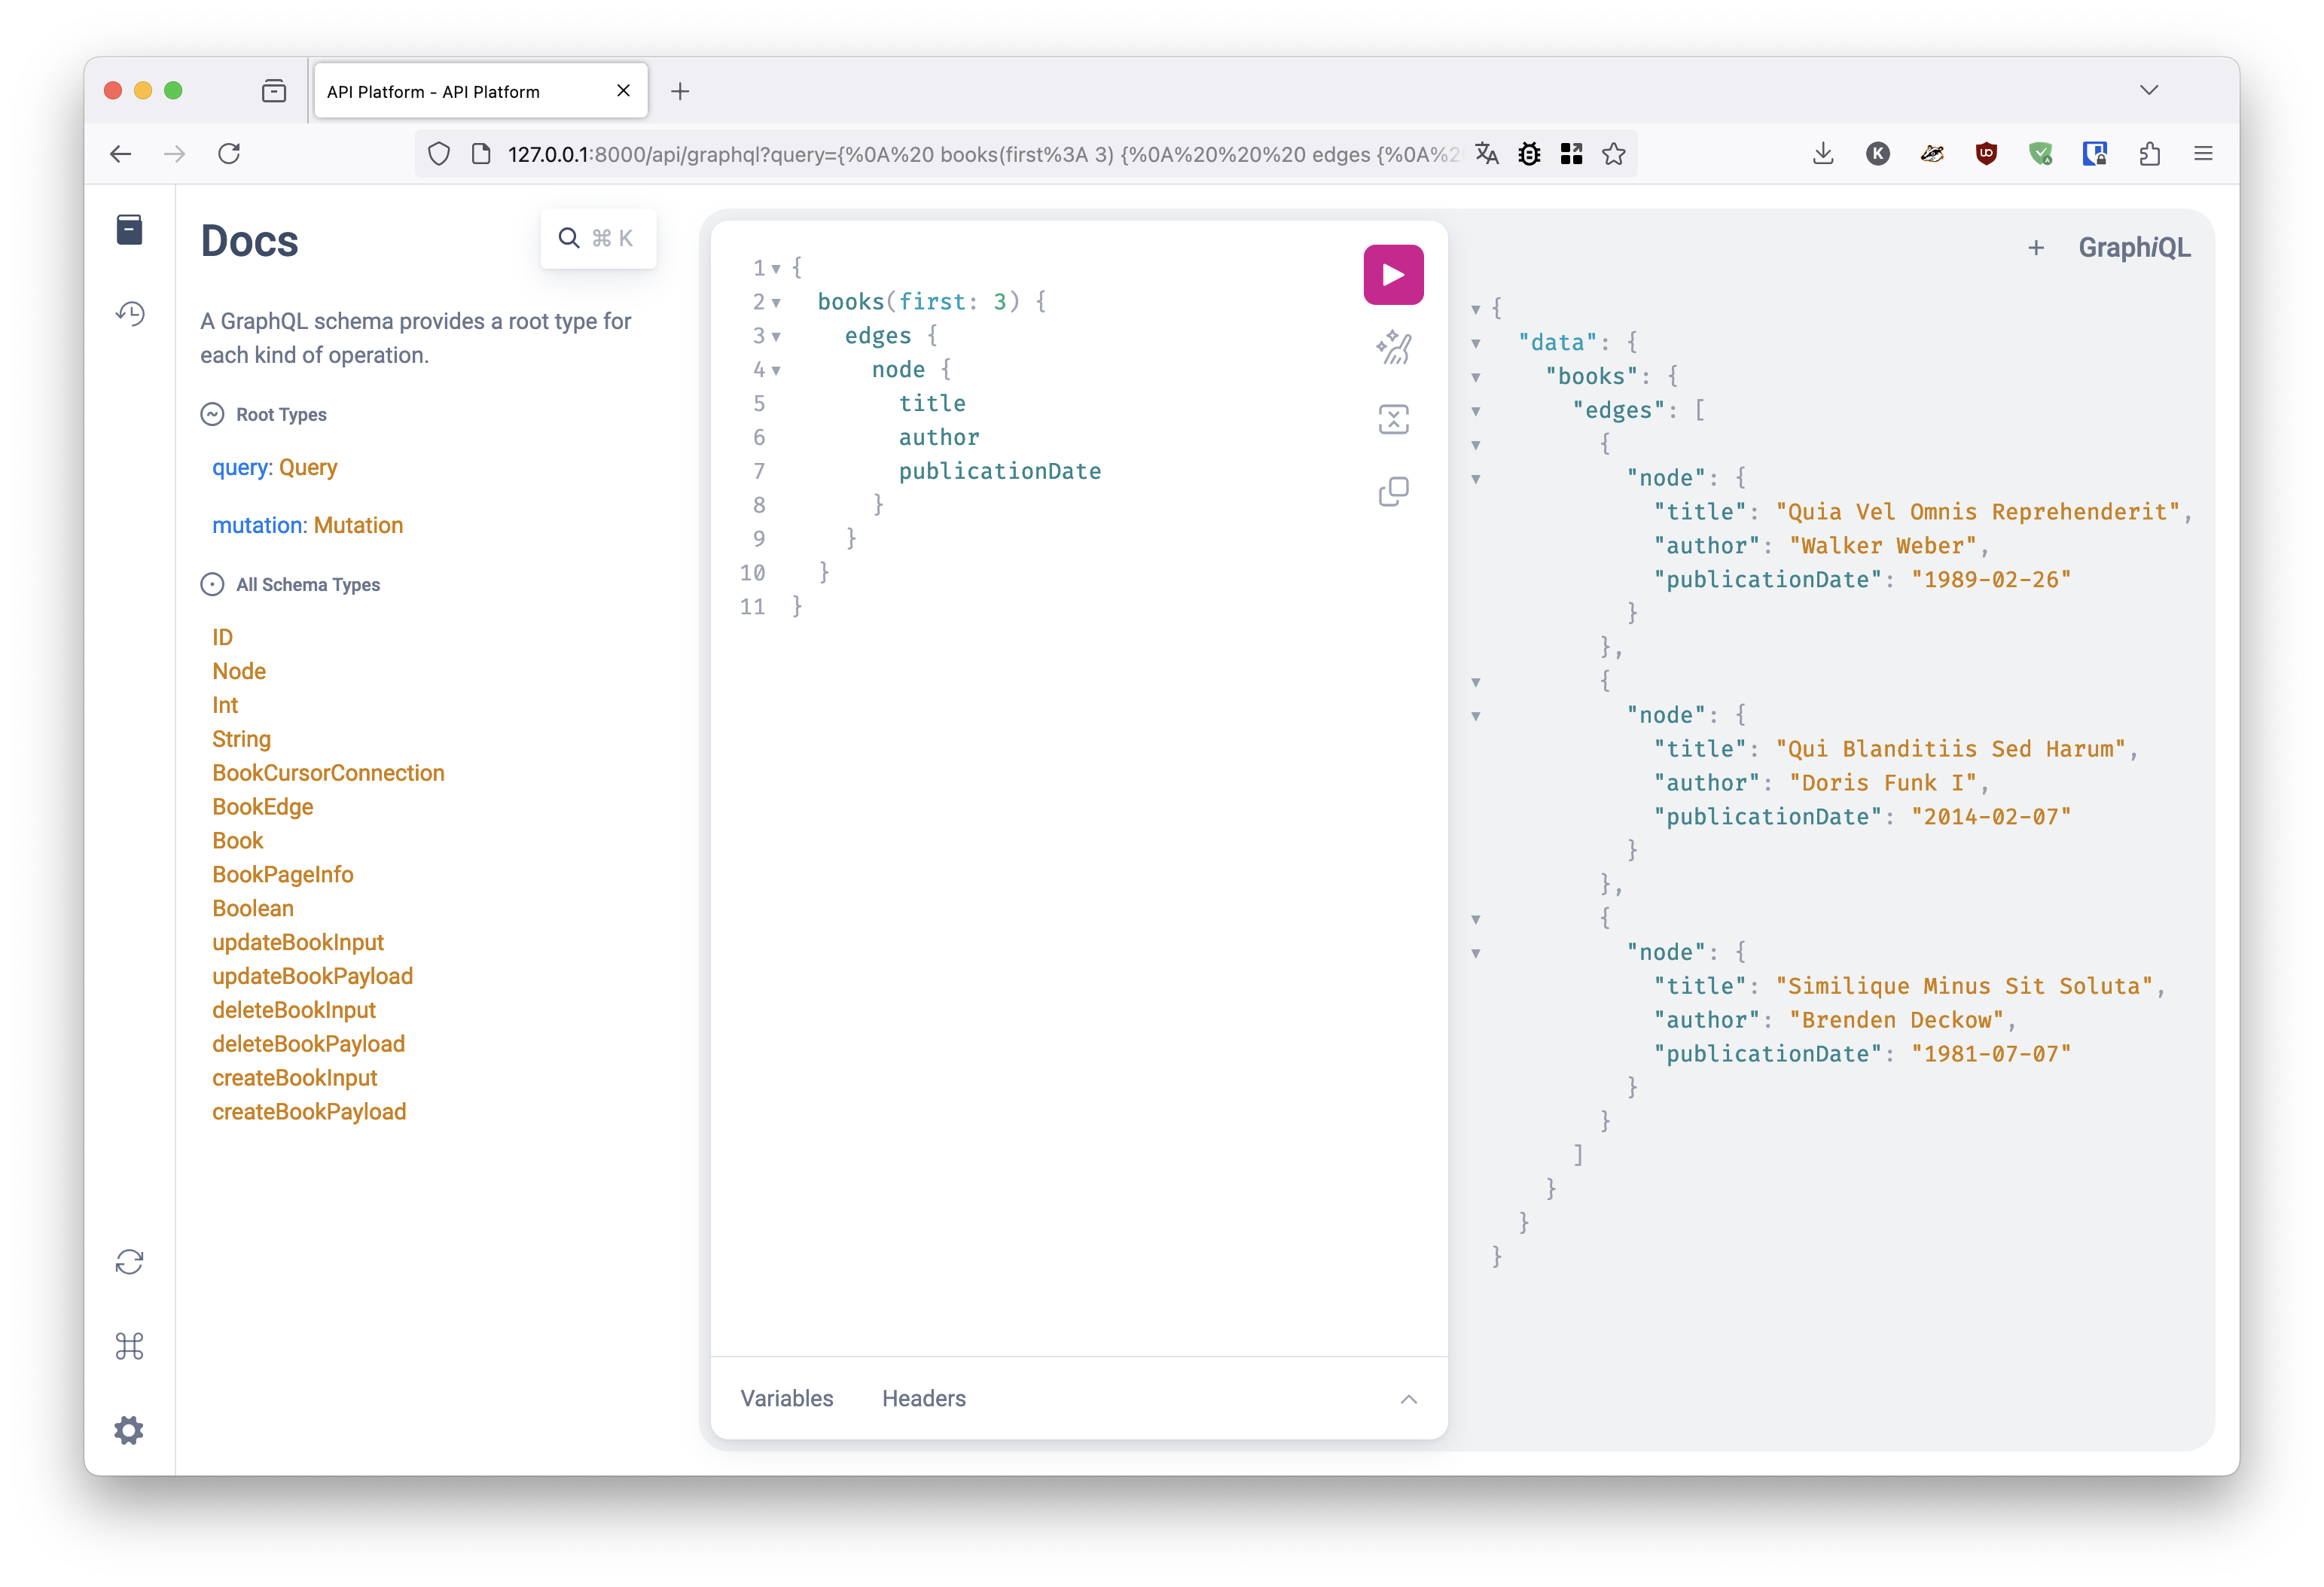 API Platform - API Platform
127.0.0.1:8000/api/graphql?query={%0A%20 books(first%3A 3) {%0A%20%20%20 edges {%0A%2
K
Docs
⌘ K
A GraphQL schema provides a root type for
each kind of operation.
Root Types
query: Query
mutation: Mutation
All Schema Types
ID
Node
Int
String
BookCursorConnection
BookEdge
Book
BookPageInfo
Boolean
updateBookInput
updateBookPayload
deleteBookInput
deleteBookPayload
createBookInput
createBookPayload
1 {
2 books(first: 3) {
3 edges {
4 node {
5 title
6 author
7 publicationDate
8 }
9 }
10 }
11 }
Variables Headers
+ GraphiQL
{
"data": {
"books": {
"edges": [
{
"node": {
"title": "Quia Vel Omnis Reprehenderit",
"author": "Walker Weber",
"publicationDate": "1989-02-26"
}
},
{
"node": {
"title": "Qui Blanditiis Sed Harum",
"author": "Doris Funk I",
"publicationDate": "2014-02-07"
}
},
{
"node": {
"title": "Similique Minus Sit Soluta",
"author": "Brenden Deckow",
"publicationDate": "1981-07-07"
}
}
]
}
}
}